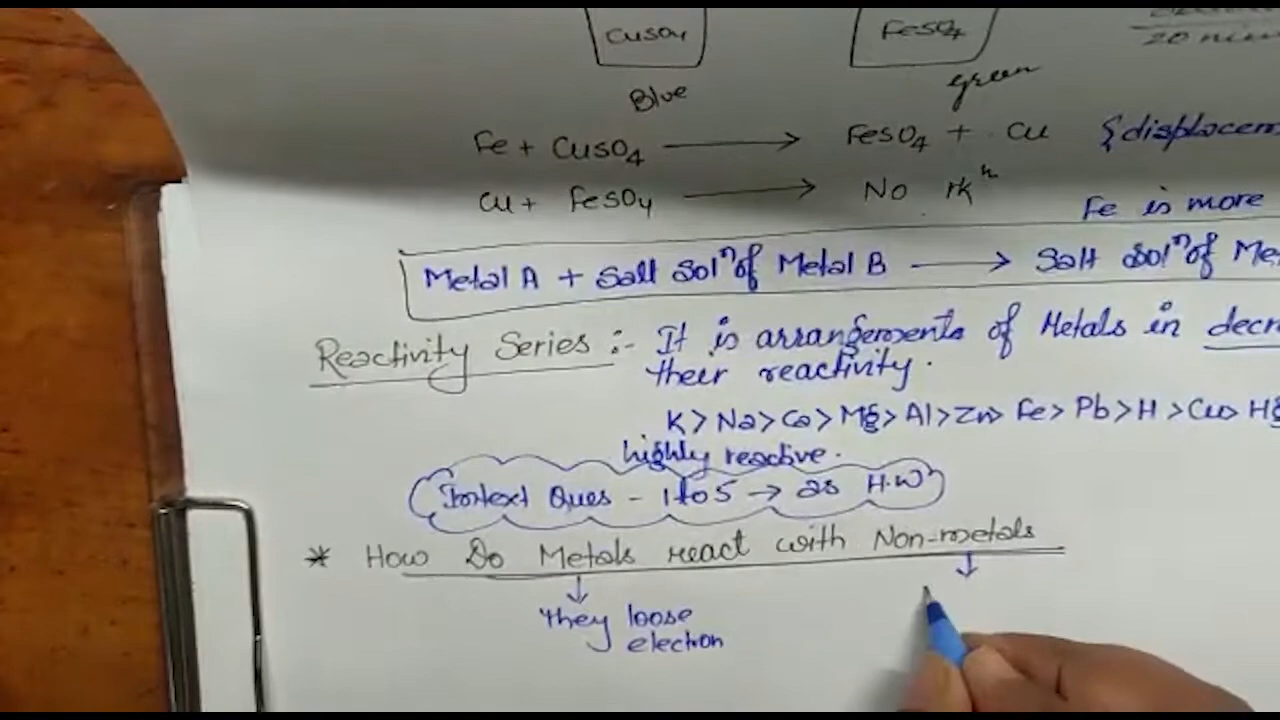 CuSO4 FeSO4
20 min
Blue green
Fe + CuSO4 → FeSO4 + Cu {displacem
Cu + FeSO4 → No rkⁿ
Fe is more
Metal A + Salt Solⁿ of Metal B → Salt Solⁿ of Me
Reactivity Series :- It is arrangements of Metals in decr
their reactivity.
K > Na > Ca > Mg > Al > Zn > Fe > Pb > H > Cu > Hg
highly reactive.
Intext Ques - 1 to 5 → as H.W
* How Do Metals react with Non-metals
↓ ↓
they loose
electron